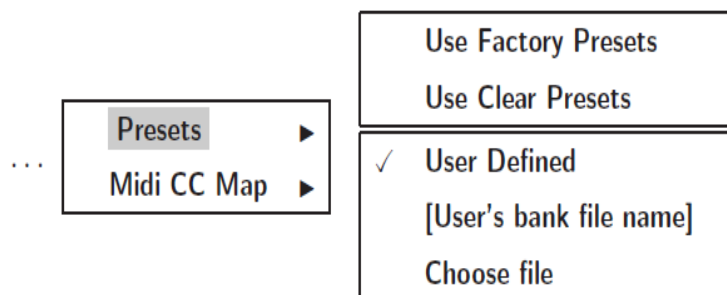 Use Factory Presets
Use Clear Presets
Presets ▶
... Midi CC Map ▶
✓ User Defined
[User's bank file name]
Choose file